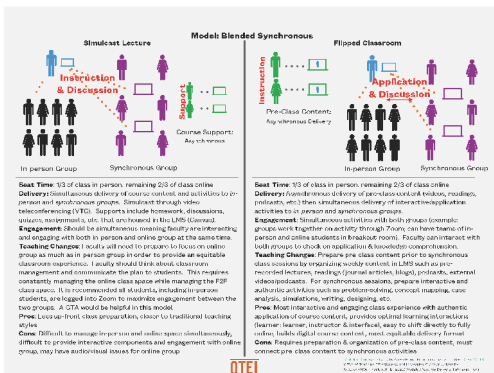 Model: Blended Synchronous
Simulcast Lecture
Instruction
& Discussion
Support
Course Support:
Asynchronous
In-person Group
Synchronous Group
Seat Time: 1/3 of class in person, remaining 2/3 of class online
Delivery: Simultaneous delivery of course content and activities to in-
person and synchronous groups. Simulcast through video
teleconferencing (VTC). Supports include homework, discussions,
quizzes, assignments, etc. that are housed in the LMS (Canvas).
Engagement: Should be simultaneous meaning faculty are interacting
and engaging with both in person and online group at the same time.
Teaching Changes: Faculty will need to prepare to focus on online
group as much as in person group in order to provide an equitable
classroom experience. Faculty should think about classroom
management and communicate the plan to students. This requires
constantly managing the online class space while managing the F2F
class space. It is recommended all students, including in-person
students, are logged into Zoom to maximize engagement between the
two groups. A GTA would be helpful in this model.
Pros: Less up-front class preparation, closer to traditional teaching
styles
Cons: Difficult to manage in-person and online space simultaneously,
difficult to provide interactive components and engagement with online
group, may have audio/visual issues for online group
Flipped Classroom
Instruction
Pre-Class Content:
Asynchronous Delivery
Application
& Discussion
In-person Group
Synchronous Group
Seat Time: 1/3 of class in person, remaining 2/3 of class online
Delivery: Asynchronous delivery of pre-class content (videos, readings,
podcasts, etc.) then simultaneous delivery of interactive/application
activities to in person and synchronous groups.
Engagement: Simultaneous activities with both groups (example:
groups work together on activity through Zoom; can have teams of in-
person and online students in breakout room). Faculty can interact with
both groups to check on application & knowledge comprehension.
Teaching Changes: Prepare pre-class content prior to synchronous
class sessions by organizing weekly content in LMS such as pre-
recorded lectures, readings (journal articles, blogs), podcasts, external
videos/podcasts. For synchronous sessions, prepare interactive and
authentic activities such as problem-solving, concept mapping, case
analysis, simulations, writing, designing, etc.
Pros: Most interactive and engaging class experience with authentic
application of course content, provides optimal learning interactions
(learner: learner, instructor & interface), easy to shift directly to fully
online, builds digital course content, most equitable delivery format
Cons: Requires preparation & organization of pre-class content, must
connect pre-class content to synchronous activities
OTEI